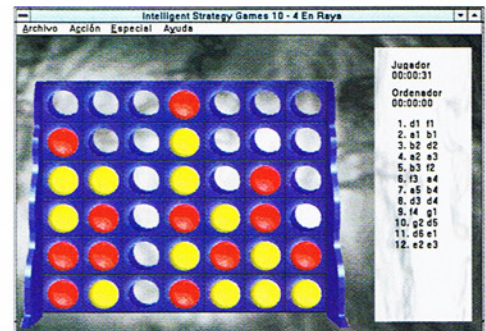 Intelligent Strategy Games 10 - 4 En Raya
Archivo Acción Especial Ayuda
Jugador
00:00:31
Ordenador
00:00:00
1. d1 f1
2. a1 b1
3. b2 d2
4. a2 a3
5. b3 f2
6. f3 a4
7. a5 b4
8. d3 d4
9. f4 g1
10. g2 d5
11. d6 e1
12. e2 e3